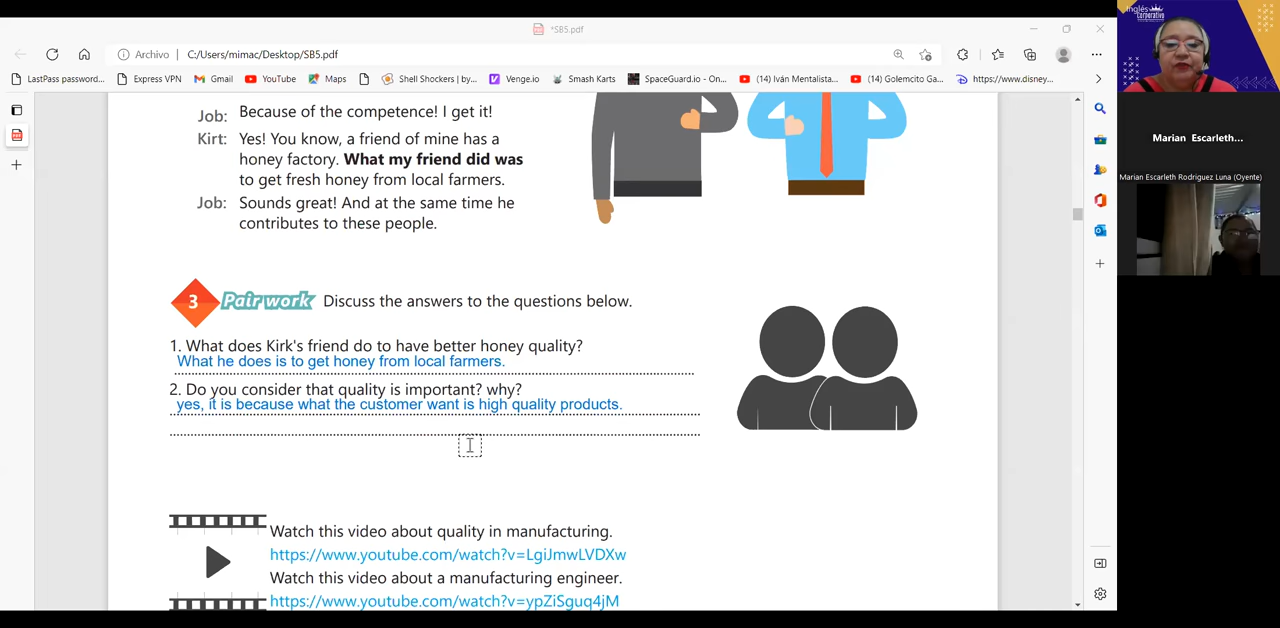 *SB5.pdf
Archivo
C:/Users/mimac/Desktop/SB5.pdf
LastPass password...
Express VPN
Gmail
YouTube
Maps
Shell Shockers | by...
Venge.io
Smash Karts
SpaceGuard.io - On...
(14) Iván Mentalista...
(14) Golemcito Ga...
https://www.disney...
Job: Because of the competence! I get it!
Kirt: Yes! You know, a friend of mine has a
honey factory. What my friend did was
to get fresh honey from local farmers.
Job: Sounds great! And at the same time he
contributes to these people.
3 Pair work Discuss the answers to the questions below.
1. What does Kirk's friend do to have better honey quality?
What he does is to get honey from local farmers.
2. Do you consider that quality is important? why?
yes, it is because what the customer want is high quality products.
Watch this video about quality in manufacturing.
https://www.youtube.com/watch?v=LgiJmwLVDXw
Watch this video about a manufacturing engineer.
https://www.youtube.com/watch?v=ypZiSguq4jM
Inglés
Corporativo
Marian Escarleth...
Marian Escarleth Rodriguez Luna (Oyente)